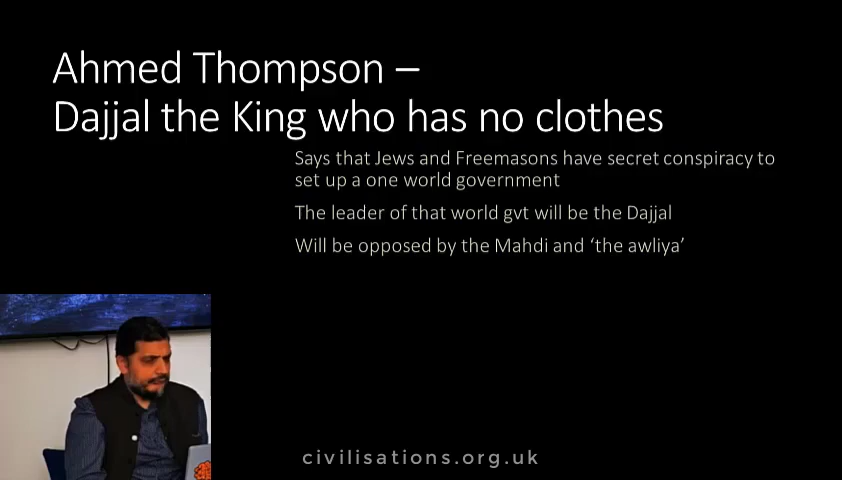 Ahmed Thompson –
Dajjal the King who has no clothes
Says that Jews and Freemasons have secret conspiracy to
set up a one world government
The leader of that world gvt will be the Dajjal
Will be opposed by the Mahdi and ‘the awliya’
civilisations.org.uk